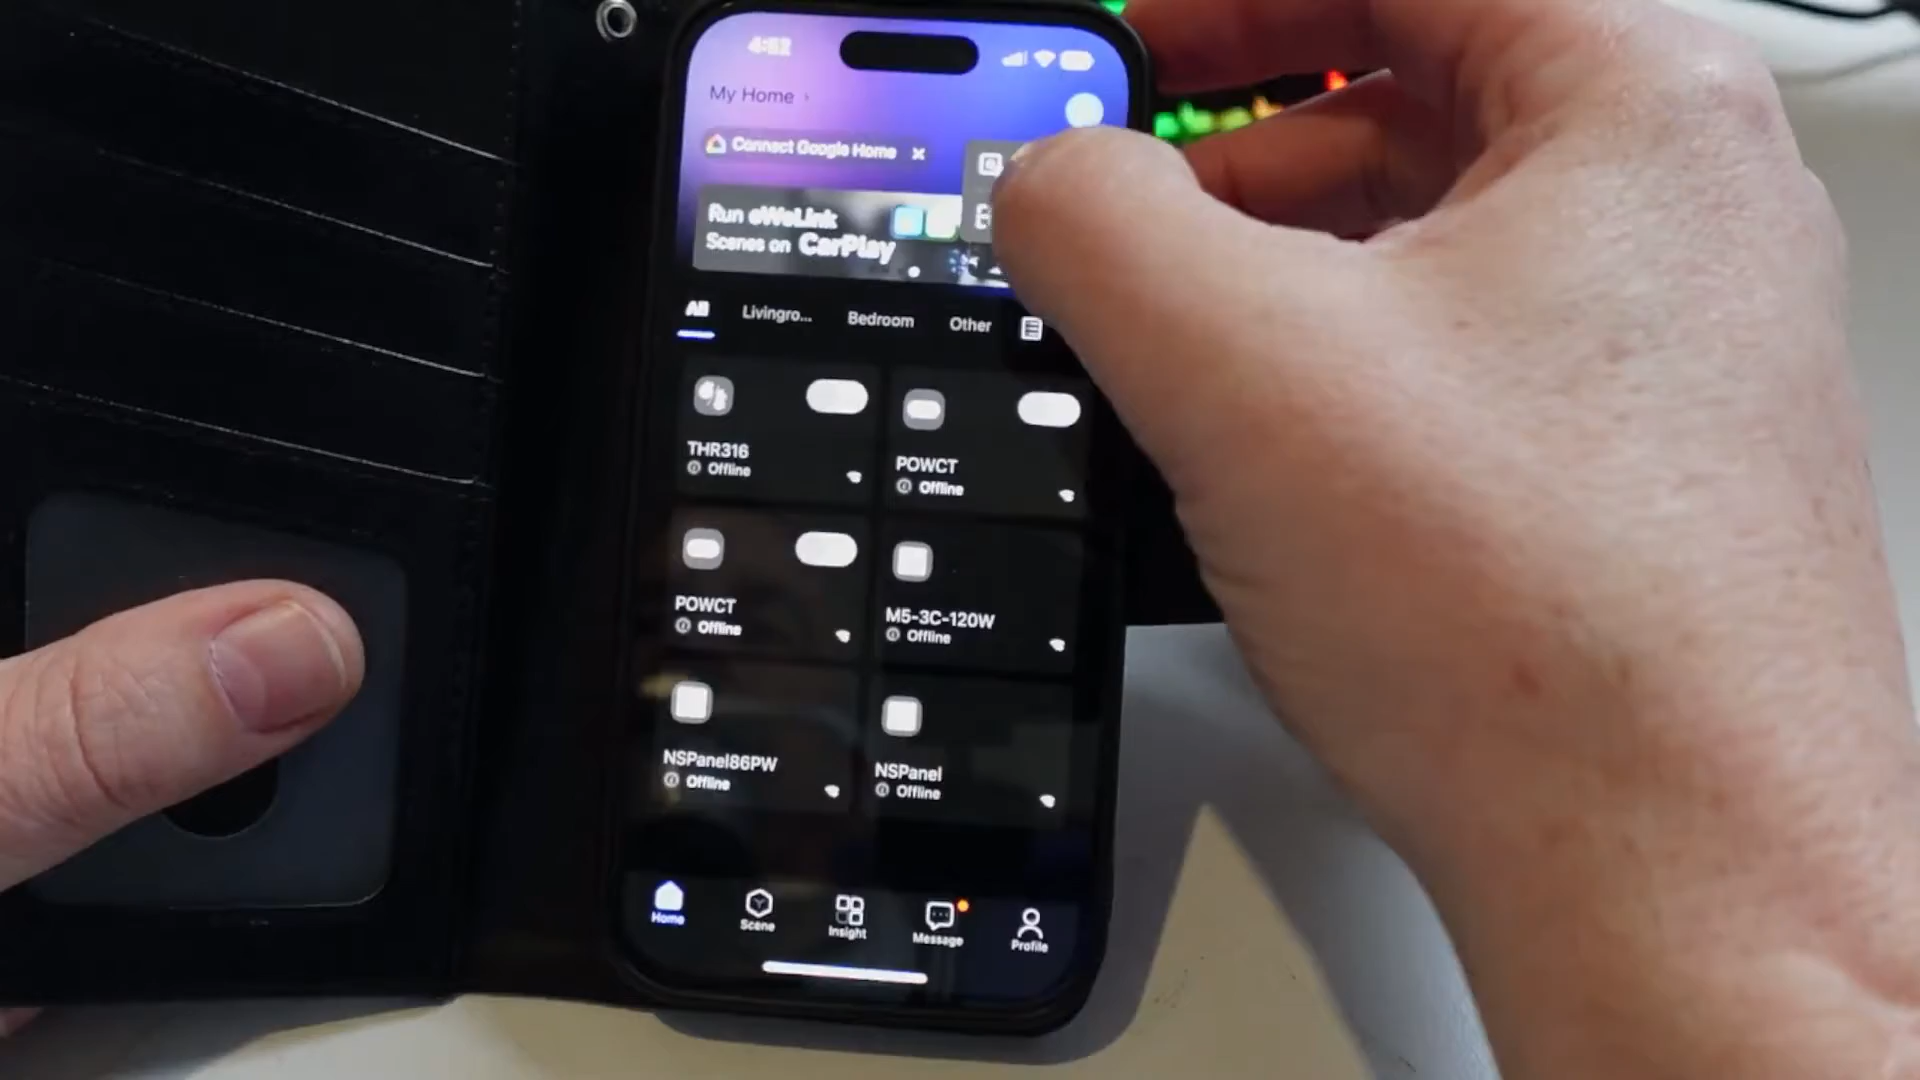 4:52
My Home
Connect Google Home
Run eWeLink
Scenes on CarPlay
All Livingro... Bedroom Other
THR316
Offline
POWCT
Offline
POWCT
Offline
M5-3C-120W
Offline
NSPanel86PW
Offline
NSPanel
Offline
Home Scene Insight Message Profile